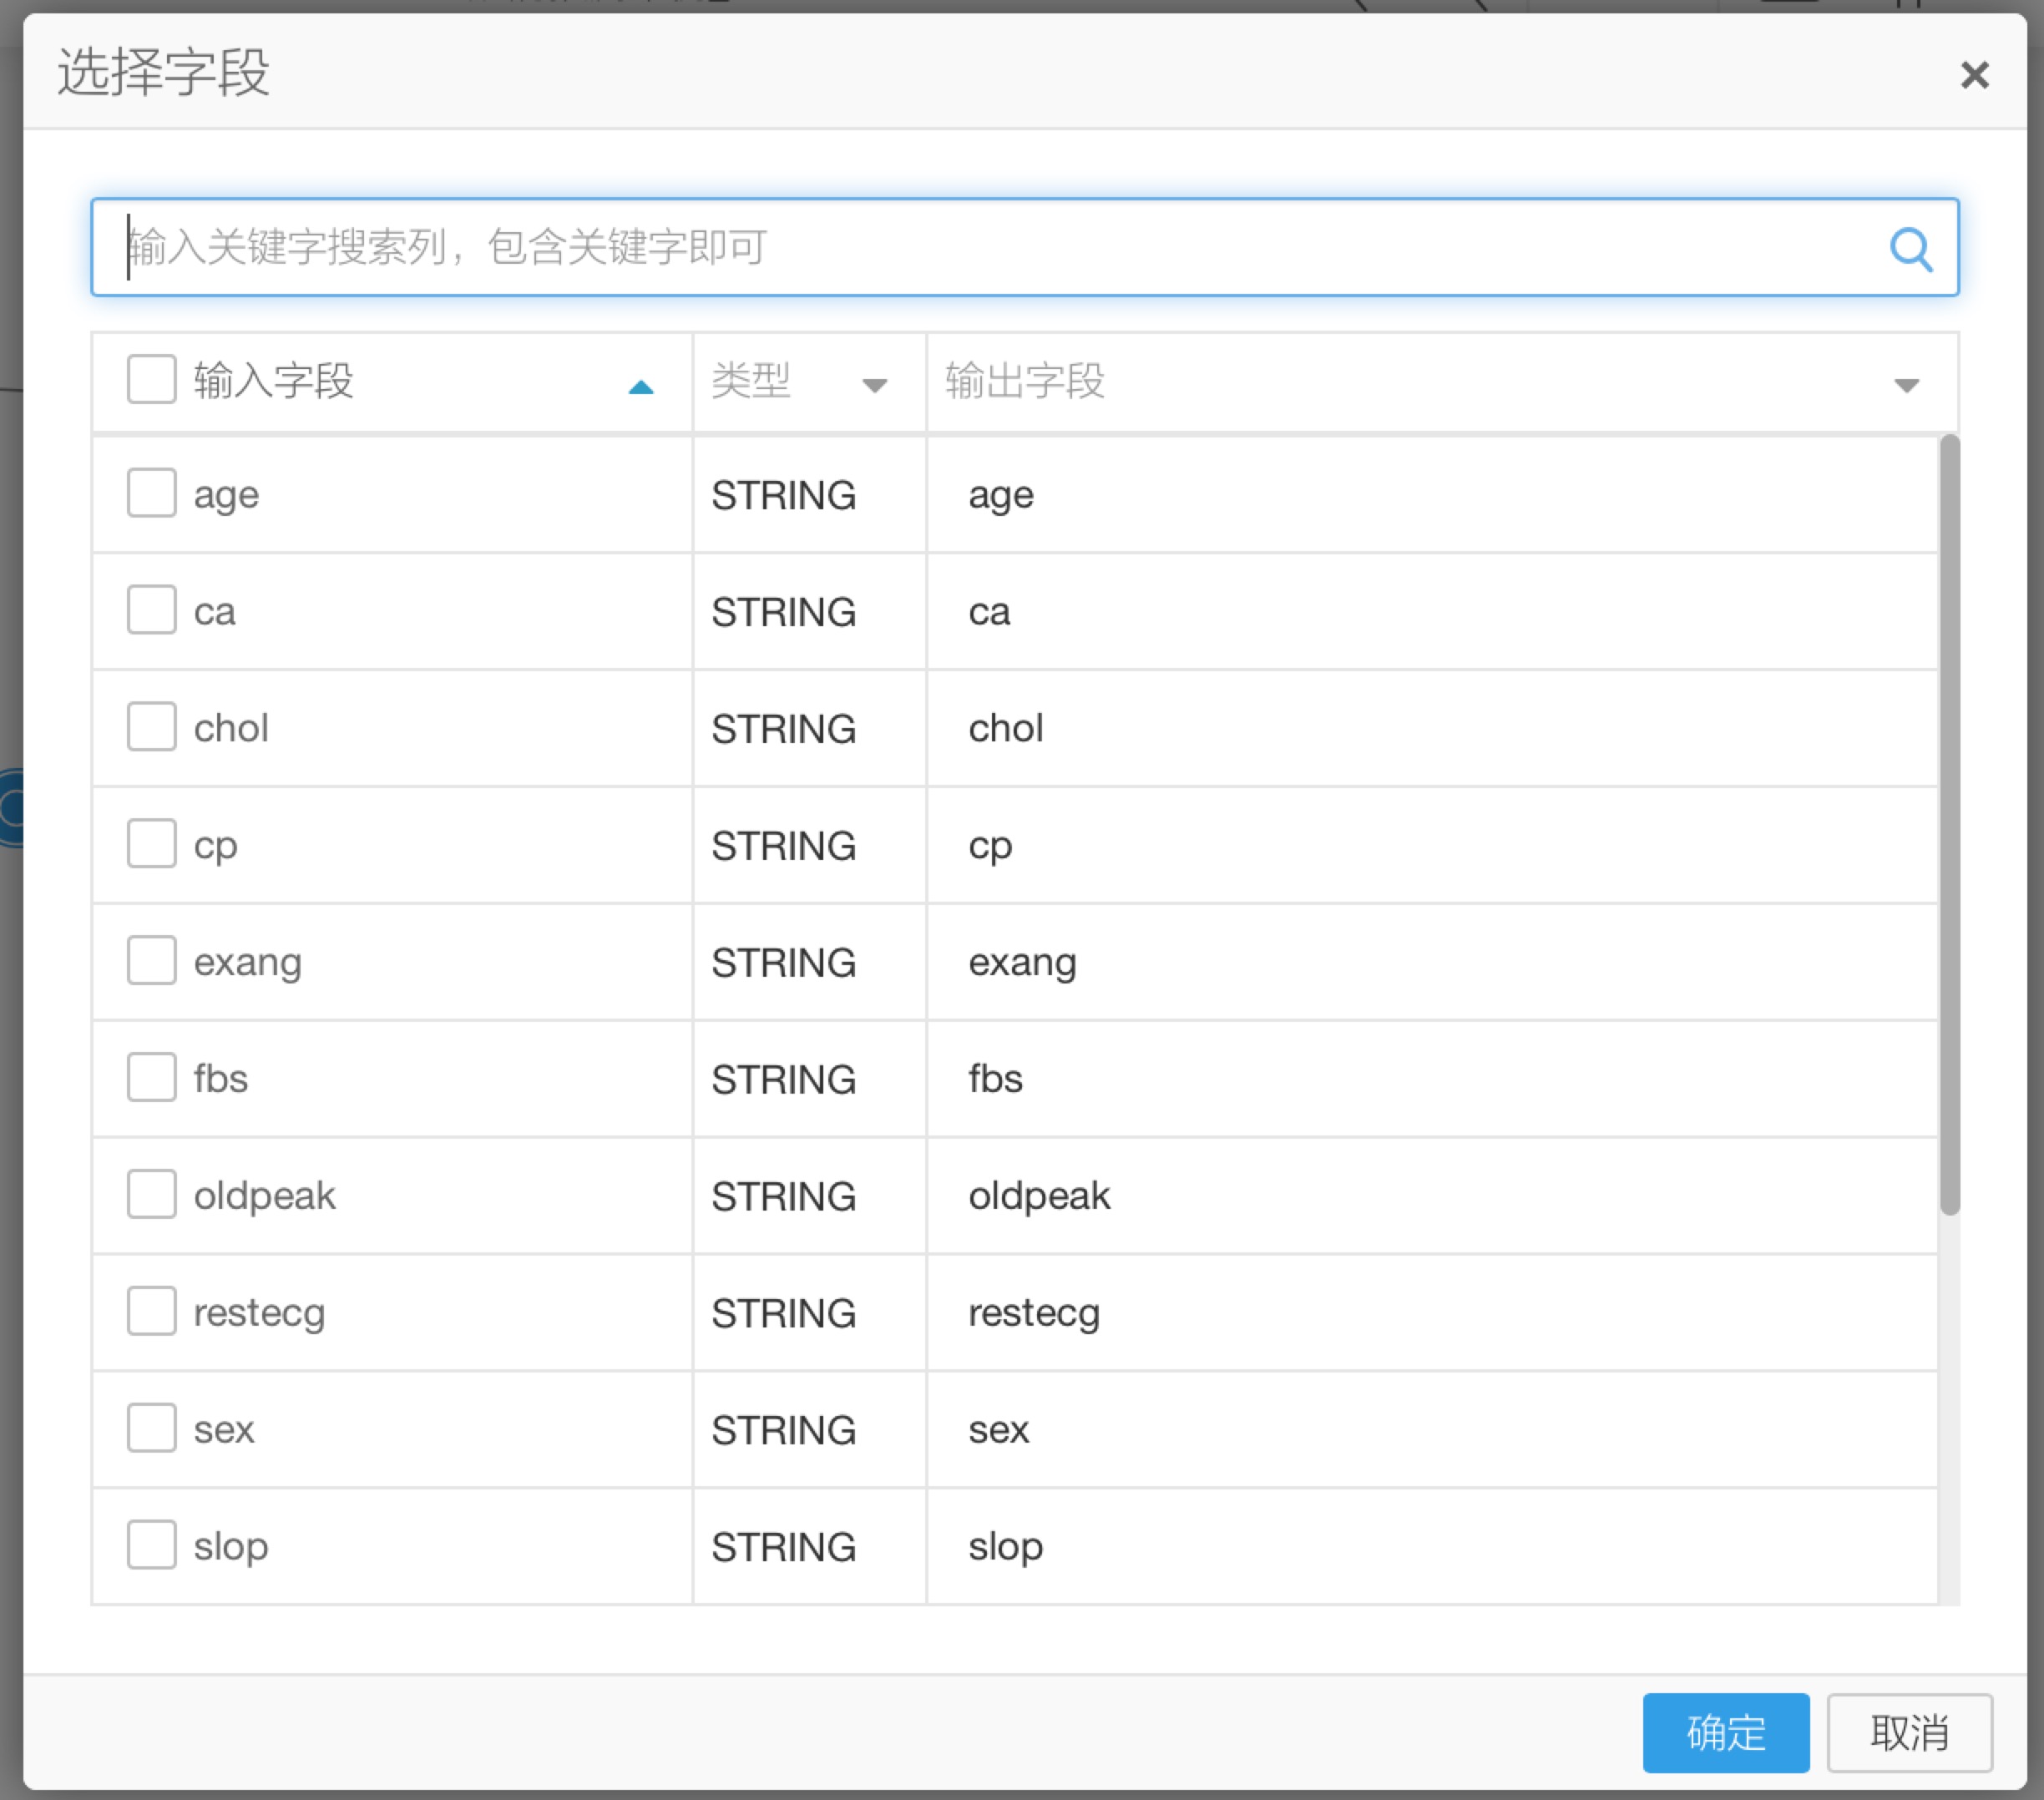 选择字段
输入关键字搜索列，包含关键字即可
输入字段 类型 输出字段
age STRING age
ca STRING ca
chol STRING chol
cp STRING cp
exang STRING exang
fbs STRING fbs
oldpeak STRING oldpeak
restecg STRING restecg
sex STRING sex
slop STRING slop
确定 取消